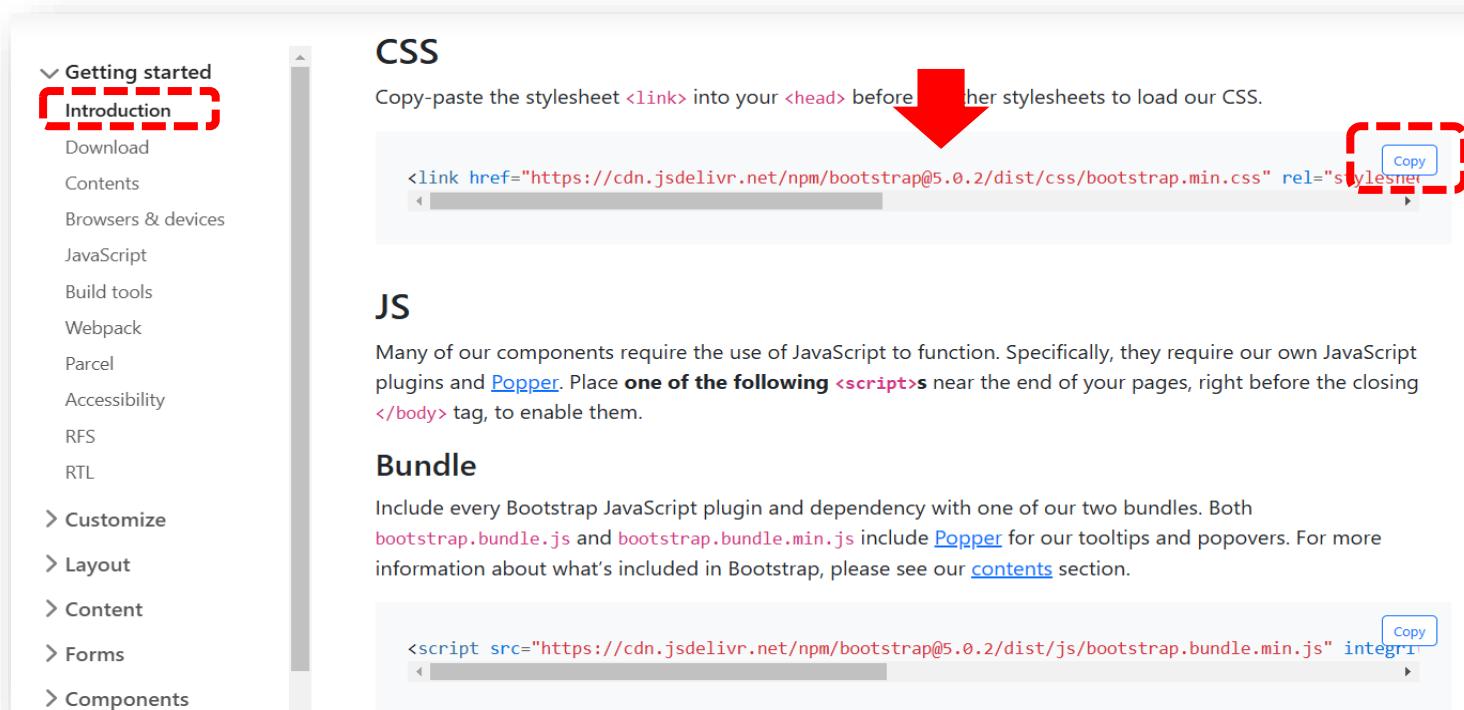 Getting started
Introduction
Download
Contents
Browsers & devices
JavaScript
Build tools
Webpack
Parcel
Accessibility
RFS
RTL
Customize
Layout
Content
Forms
Components
CSS
Copy-paste the stylesheet <link> into your <head> before ther stylesheets to load our CSS.
Copy
<link href="https://cdn.jsdelivr.net/npm/bootstrap@5.0.2/dist/css/bootstrap.min.css" rel="styleshe
JS
Many of our components require the use of JavaScript to function. Specifically, they require our own JavaScript
plugins and Popper. Place one of the following <script>s near the end of your pages, right before the closing
</body> tag, to enable them.
Bundle
Include every Bootstrap JavaScript plugin and dependency with one of our two bundles. Both
bootstrap.bundle.js and bootstrap.bundle.min.js include Popper for our tooltips and popovers. For more
information about what's included in Bootstrap, please see our contents section.
Copy
<script src="https://cdn.jsdelivr.net/npm/bootstrap@5.0.2/dist/js/bootstrap.bundle.min.js" integri